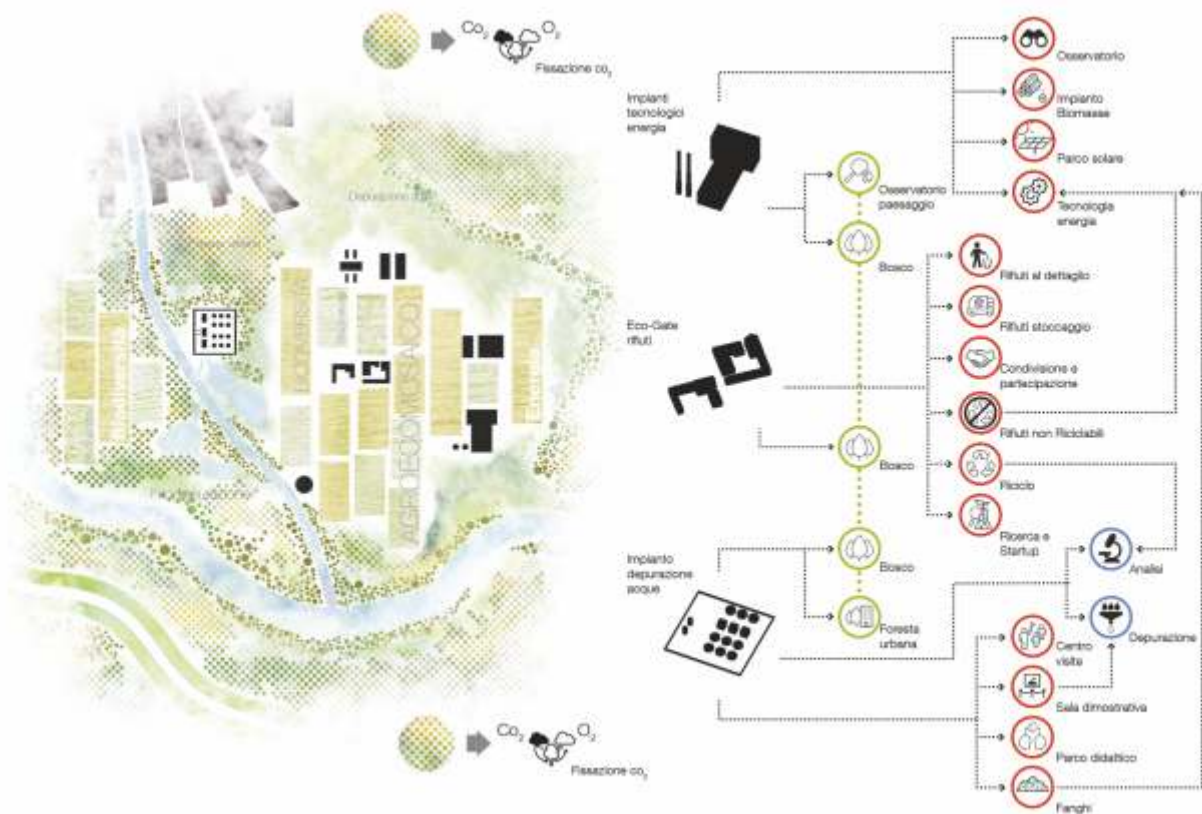 Co₂
O₂
Fissazione co₂
Depurazione
BIOMASSE
AGROECOMOSAICO
Co₂
O₂
Fissazione co₂
Impianti
tecnologici
energia
Osservatorio
Impianto
Biomasse
Parco solare
Tecnologia
energia
Osservatorio
paesaggio
Bosco
Eco-Gate
rifiuti
Rifiuti al dettaglio
Rifiuti stoccaggio
Condivisione e
partecipazione
Rifiuti non Riciclabili
Riciclo
Ricerca e
Startup
Bosco
Impianto
depurazione
acque
Bosco
Foresta
urbana
Analisi
Depurazione
Centro
visite
Sala dimostrativa
Parco didattico
Fanghi